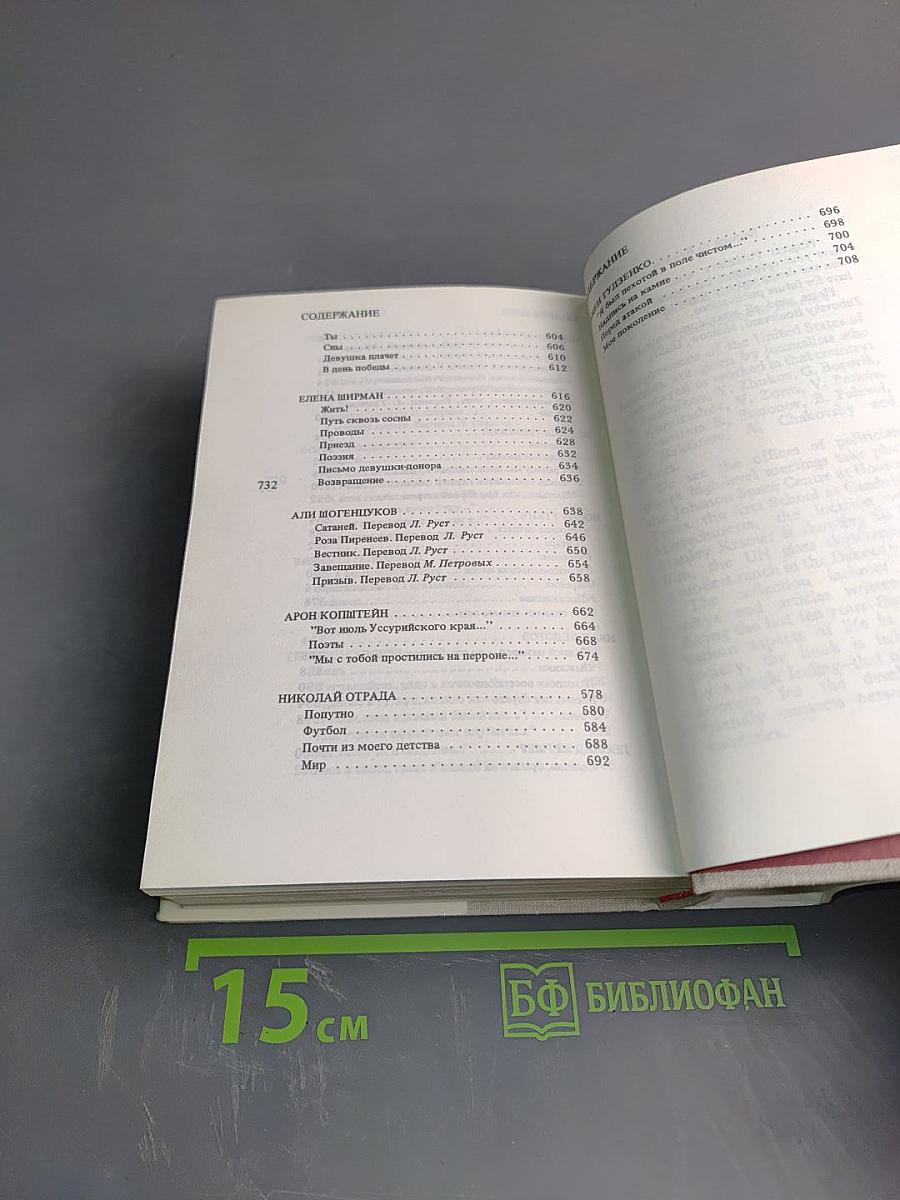 СОДЕРЖАНИЕ
Ты 604
Сны 606
Девушка плачет 610
В день победы 612
ЕЛЕНА ШИРМАН 616
Жить! 620
Путь сквозь сосны 622
Проводы 624
Приезд 628
Поэзия 632
Письмо девушки-донора 634
Возвращение 636
732
АЛИ ШОГЕНЦУКОВ 638
Сатаней. Перевод Л. Руст 642
Роза Пиренеев. Перевод Л. Руст 646
Вестник. Перевод Л. Руст 650
Завещание. Перевод М. Петровых 654
Призыв. Перевод Л. Руст 658
АРОН КОПШТЕЙН 662
"Вот июль Уссурийского края..." 664
Поэты 668
"Мы с тобой простились на перроне..." 674
НИКОЛАЙ ОТРАДА 578
Попутно 580
Футбол 584
Почти из моего детства 688
Мир 692
ГУДЗЕНКО 696
"Я был пехотой в поле чистом..." 698
Надпись на камне 700
Перед атакой 704
Мое поколение 708
15 см
БФ БИБЛИОФАН